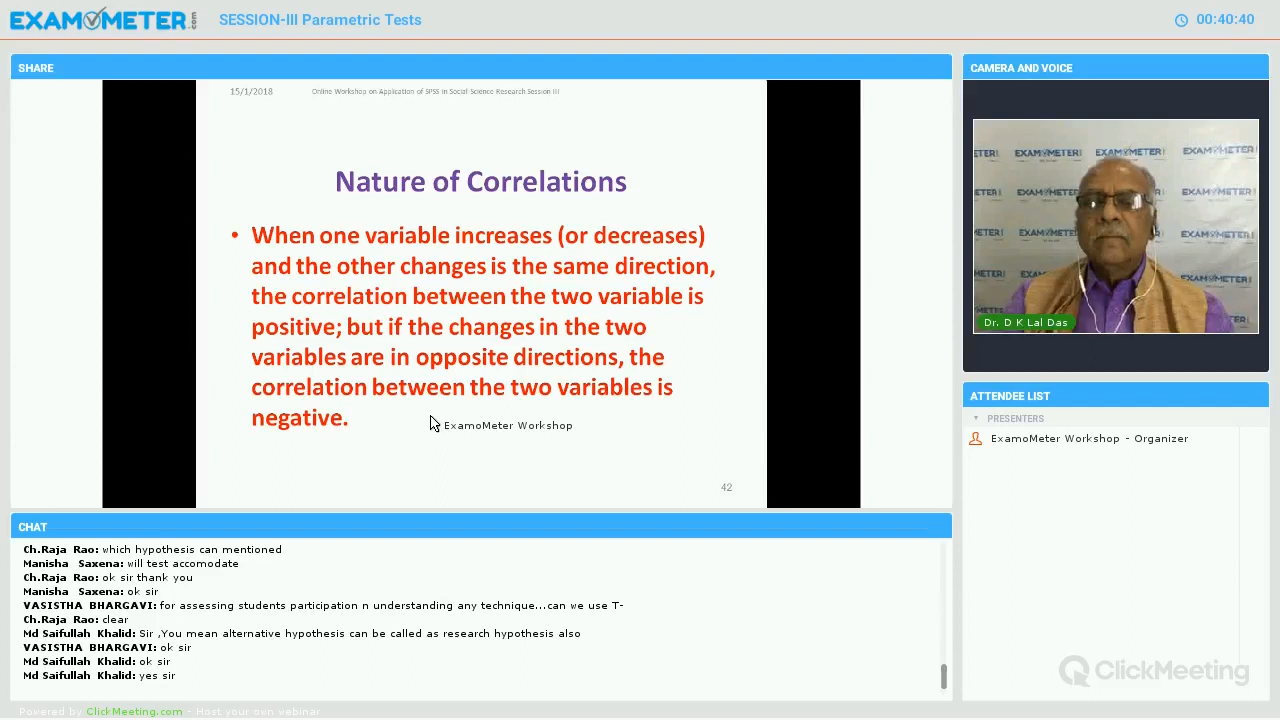 EXAMOMETER.com
SESSION-III Parametric Tests
00:40:40
SHARE
15/1/2018 Online Workshop on Application of SPSS in Social Science Research Session III
Nature of Correlations
• When one variable increases (or decreases)
and the other changes is the same direction,
the correlation between the two variable is
positive; but if the changes in the two
variables are in opposite directions, the
correlation between the two variables is
negative.
ExamoMeter Workshop
42
CAMERA AND VOICE
Dr. D K Lal Das
ATTENDEE LIST
PRESENTERS
ExamoMeter Workshop - Organizer
CHAT
Ch.Raja Rao: which hypothesis can mentioned
Manisha Saxena: will test accomodate
Ch.Raja Rao: ok sir thank you
Manisha Saxena: ok sir
VASISTHA BHARGAVI: for assessing students participation n understanding any technique...can we use T-
Ch.Raja Rao: clear
Md Saifullah Khalid: Sir ,You mean alternative hypothesis can be called as research hypothesis also
VASISTHA BHARGAVI: ok sir
Md Saifullah Khalid: ok sir
Md Saifullah Khalid: yes sir
ClickMeeting
Powered by ClickMeeting.com - Host your own webinar